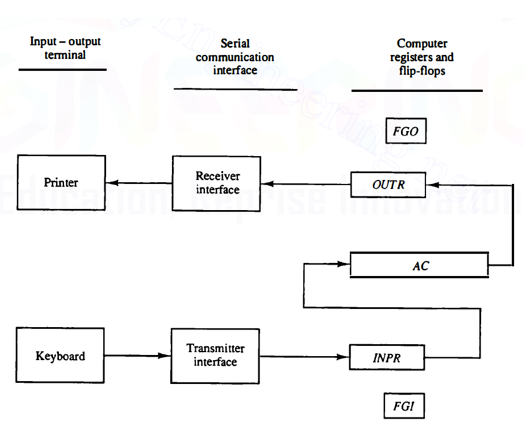 Input – output
terminal
Serial
communication
interface
Computer
registers and
flip-flops
FGO
Printer
Receiver
interface
OUTR
AC
Keyboard
Transmitter
interface
INPR
FGI